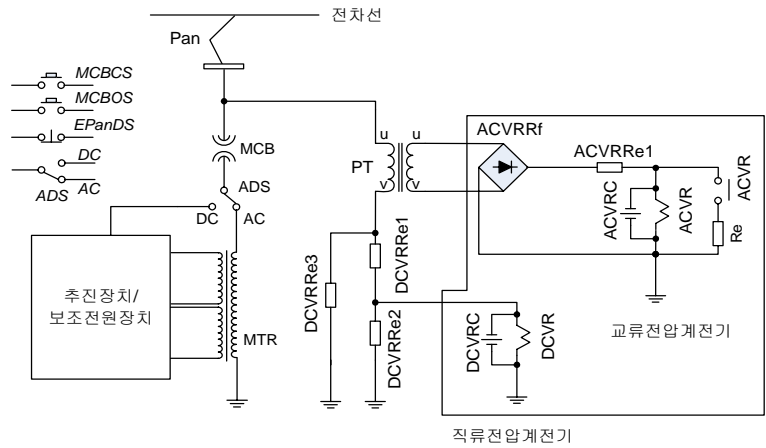 전차선
Pan
MCBCS
MCBOS
EPanDS
DC
AC
ADS
MCB
ADS
DC
AC
추진장치/
보조전원장치
MTR
u
u
PT
v
v
ACVRRf
ACVRRe1
ACVRC
ACVR
ACVR
Re
DCVRRe3
DCVRRe1
DCVRRe2
DCVRC
DCVR
교류전압계전기
직류전압계전기